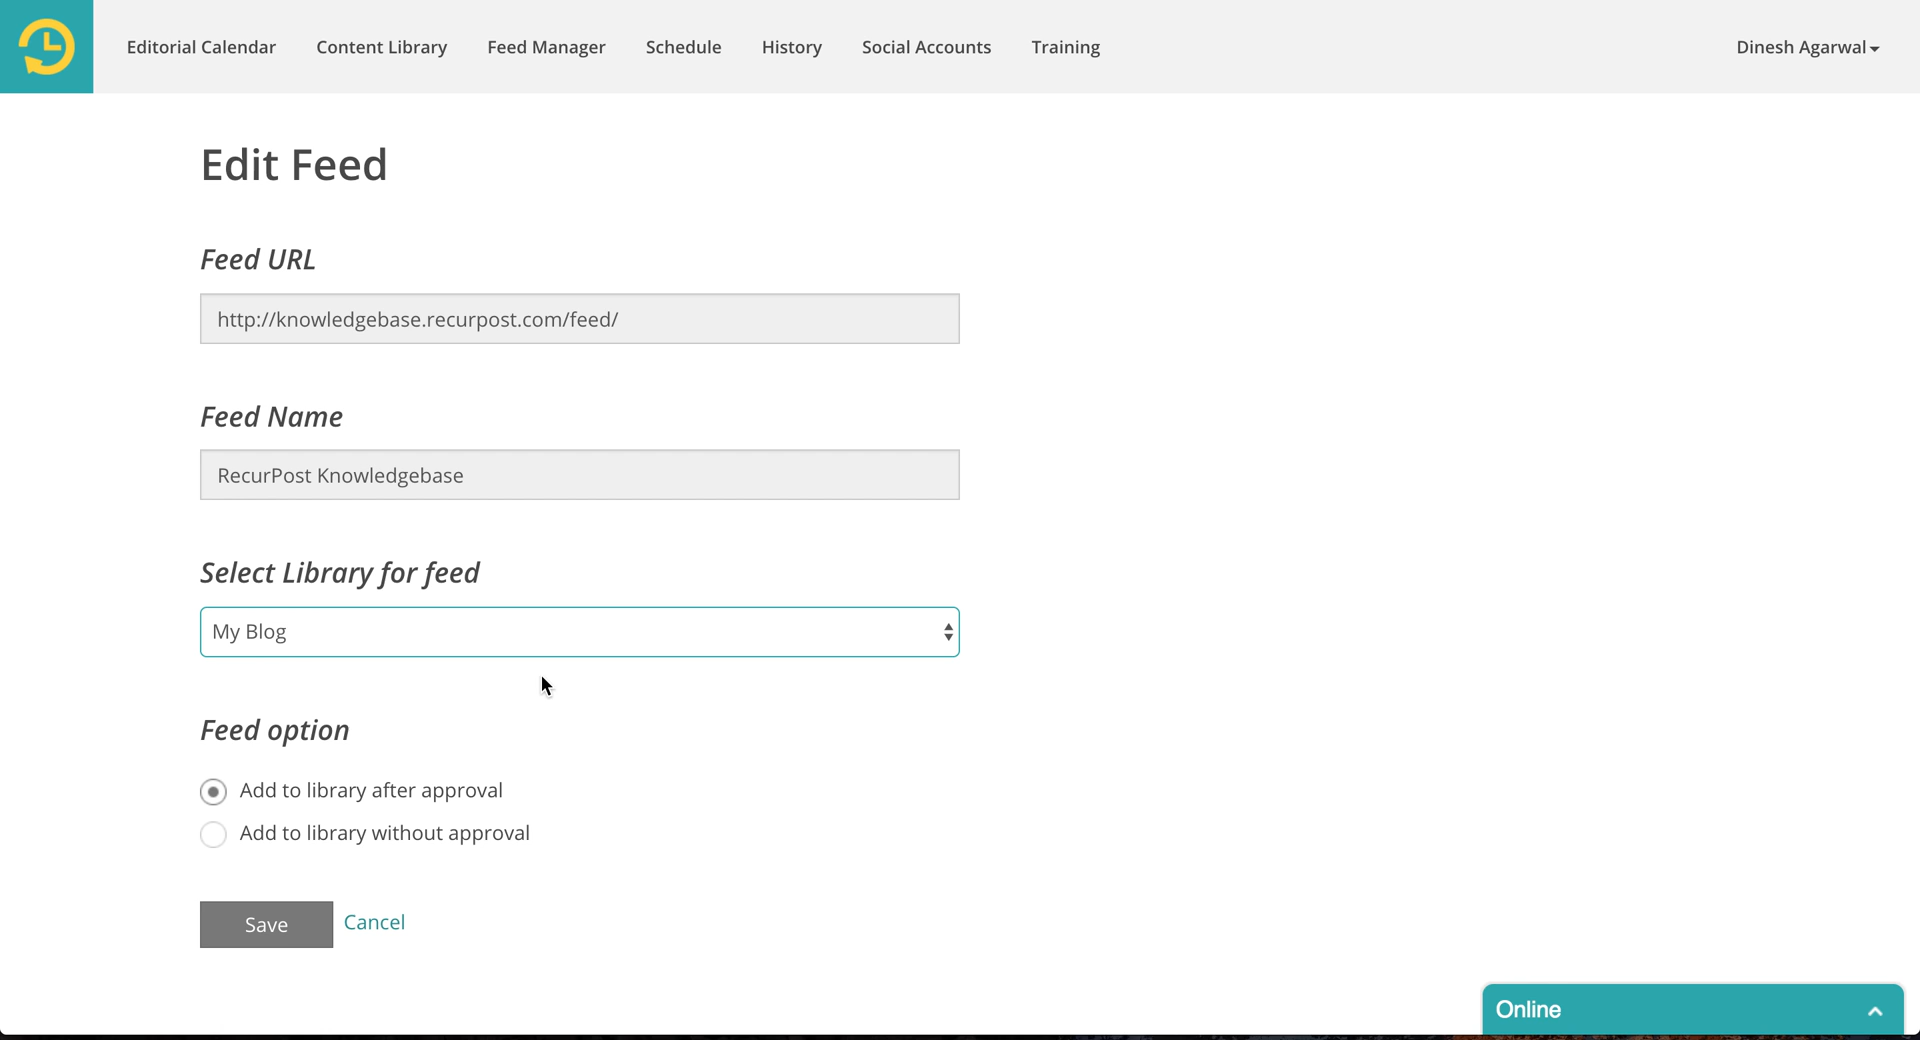 Editorial Calendar Content Library Feed Manager Schedule History Social Accounts Training Dinesh Agarwal
Edit Feed
Feed URL
http://knowledgebase.recurpost.com/feed/
Feed Name
RecurPost Knowledgebase
Select Library for feed
My Blog
Feed option
Add to library after approval
Add to library without approval
Save Cancel
Online